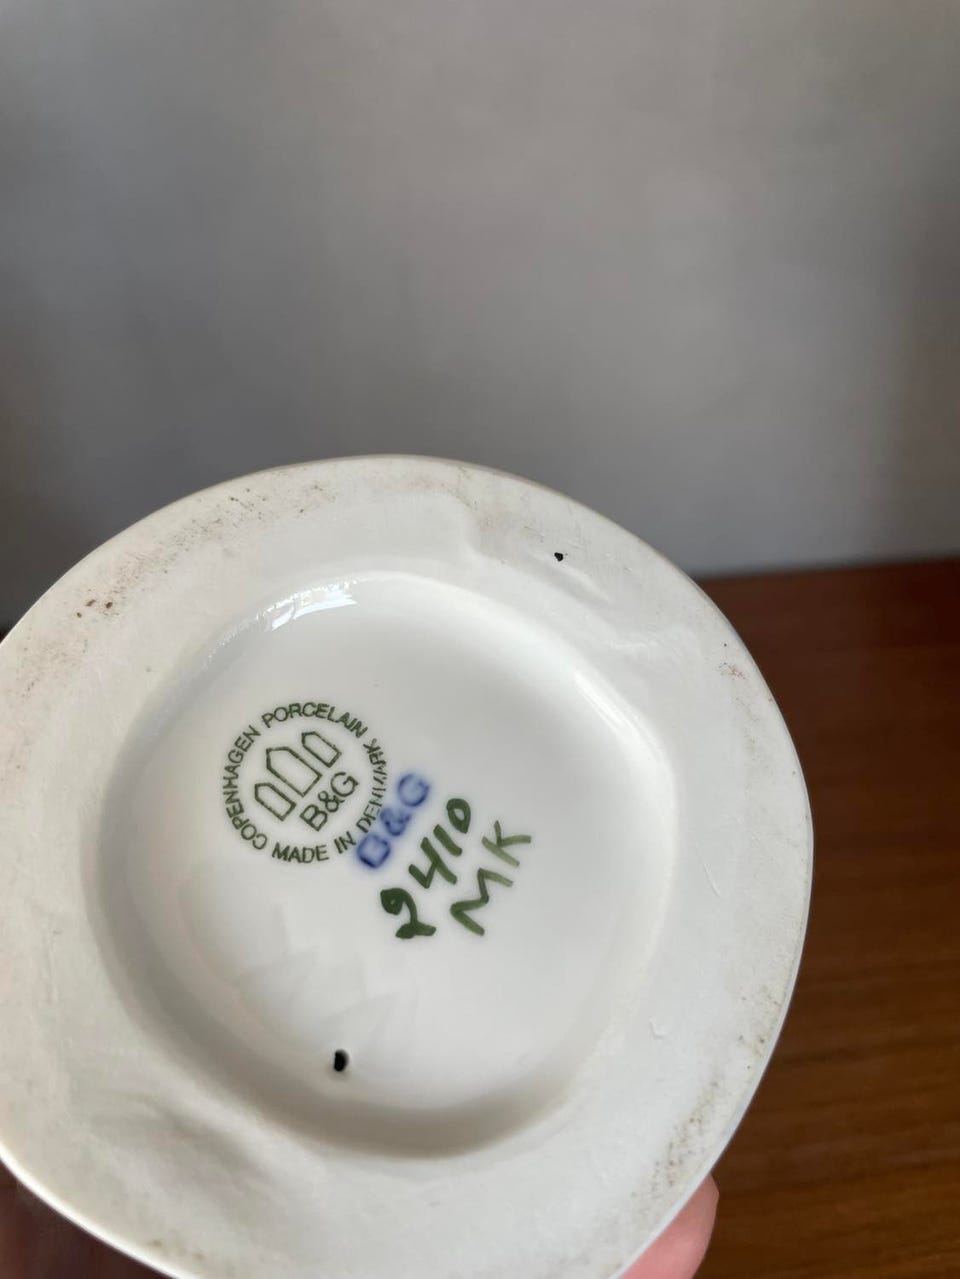 COPENHAGEN PORCELAIN
B&G
MADE IN DENMARK
B&G
2410
MK